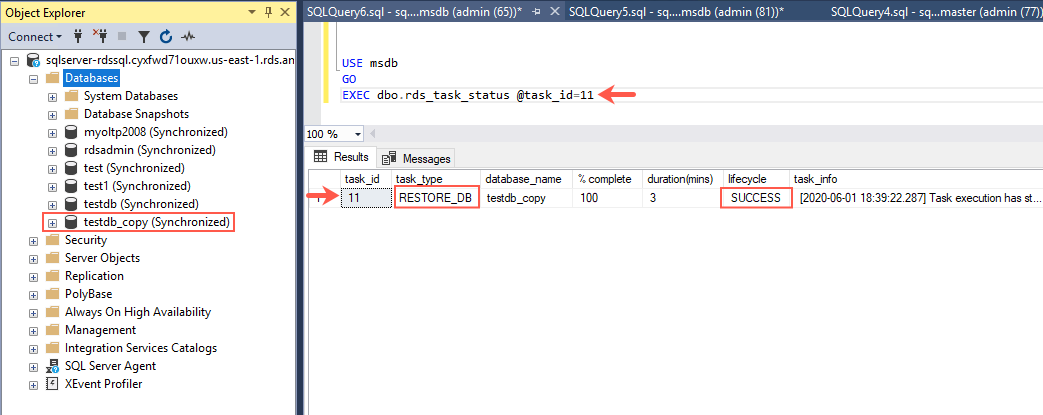 Object Explorer
Connect
sqlserver-rdssql.cyxfwd71ouxw.us-east-1.rds.an
Databases
System Databases
Database Snapshots
myoltp2008 (Synchronized)
rdsadmin (Synchronized)
test (Synchronized)
test1 (Synchronized)
testdb (Synchronized)
testdb_copy (Synchronized)
Security
Server Objects
Replication
PolyBase
Always On High Availability
Management
Integration Services Catalogs
SQL Server Agent
XEvent Profiler
SQLQuery6.sql - sq....msdb (admin (65))* SQLQuery5.sql - sq....msdb (admin (81))* SQLQuery4.sql - sq...master (admin (77))
USE msdb
GO
EXEC dbo.rds_task_status @task_id=11
100 %
Results Messages
task_id task_type database_name % complete duration(mins) lifecycle task_info
1 11 RESTORE_DB testdb_copy 100 3 SUCCESS [2020-06-01 18:39:22.287] Task execution has st...